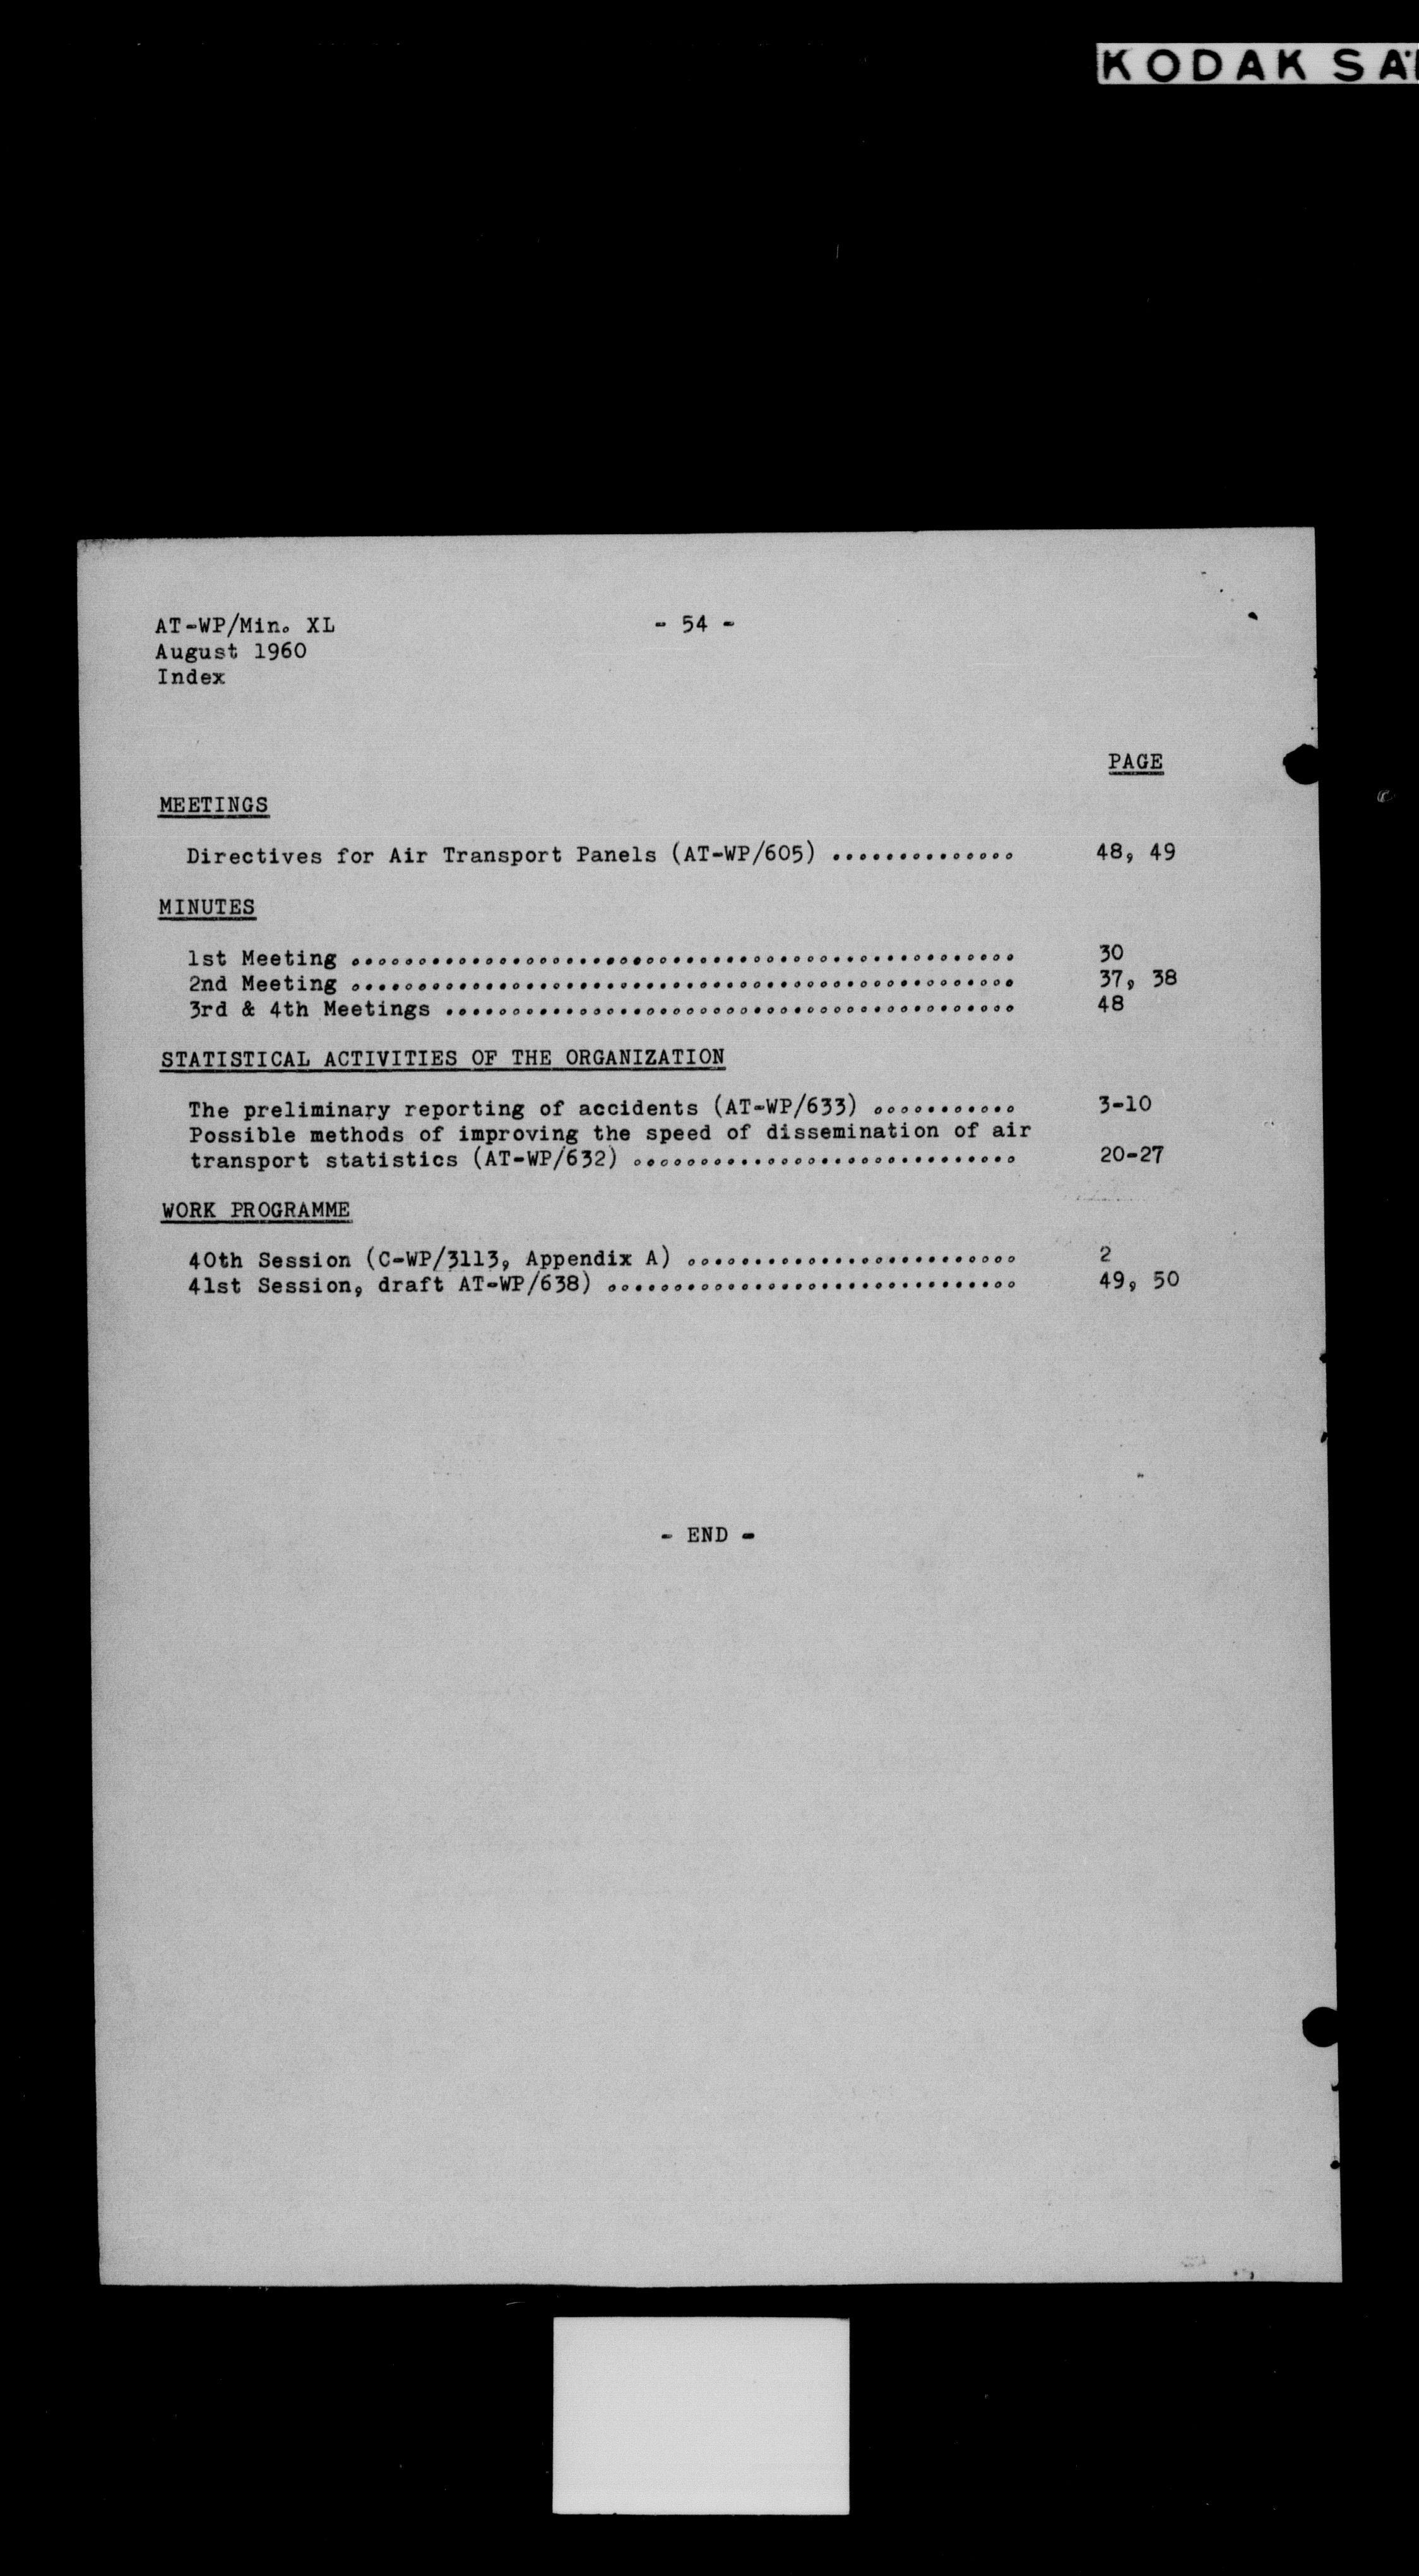 KODAK SA
AT-WP/Min. XL
- 54 -
August 1960
Index
PAGE
MEETINGS
Directives for Air Transport Panels (AT-WP/605) .............. 48, 49
MINUTES
1st Meeting .................................................. 30
2nd Meeting .................................................. 37, 38
3rd & 4th Meetings ........................................... 48
STATISTICAL ACTIVITIES OF THE ORGANIZATION
The preliminary reporting of accidents (AT-WP/633) ........... 3-10
Possible methods of improving the speed of dissemination of air
transport statistics (AT-WP/632) ............................. 20-27
WORK PROGRAMME
40th Session (C-WP/3113, Appendix A) ......................... 2
41st Session, draft AT-WP/638) ............................... 49, 50
- END -